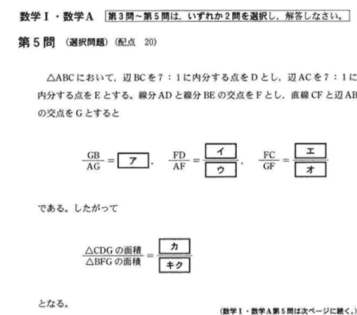 数学Ⅰ・数学A 第3問~第5問は、いずれか2問を選択し、解答しなさい。
第5問 (選択問題) (配点 20)
△ABCにおいて、辺BCを7:1に内分する点をDとし、辺ACを7:1に
内分する点をEとする。線分ADと線分BEの交点をFとし、直線CFと辺AB
の交点をGとすると
GB/AG = ア , FD/AF = イ/ウ , FC/GF = エ/オ
である。したがって
△CDGの面積/△BFGの面積 = カ/キク
となる。
(数学Ⅰ・数学A第5問は次ページに続く。)